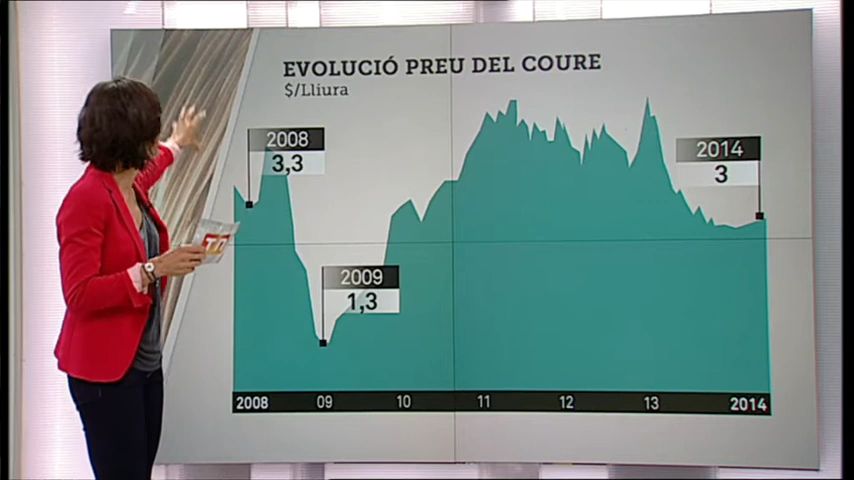 EVOLUCIÓ PREU DEL COURE
$/Lliura
2008
3,3
2014
3
2009
1,3
2008 09 10 11 12 13 2014